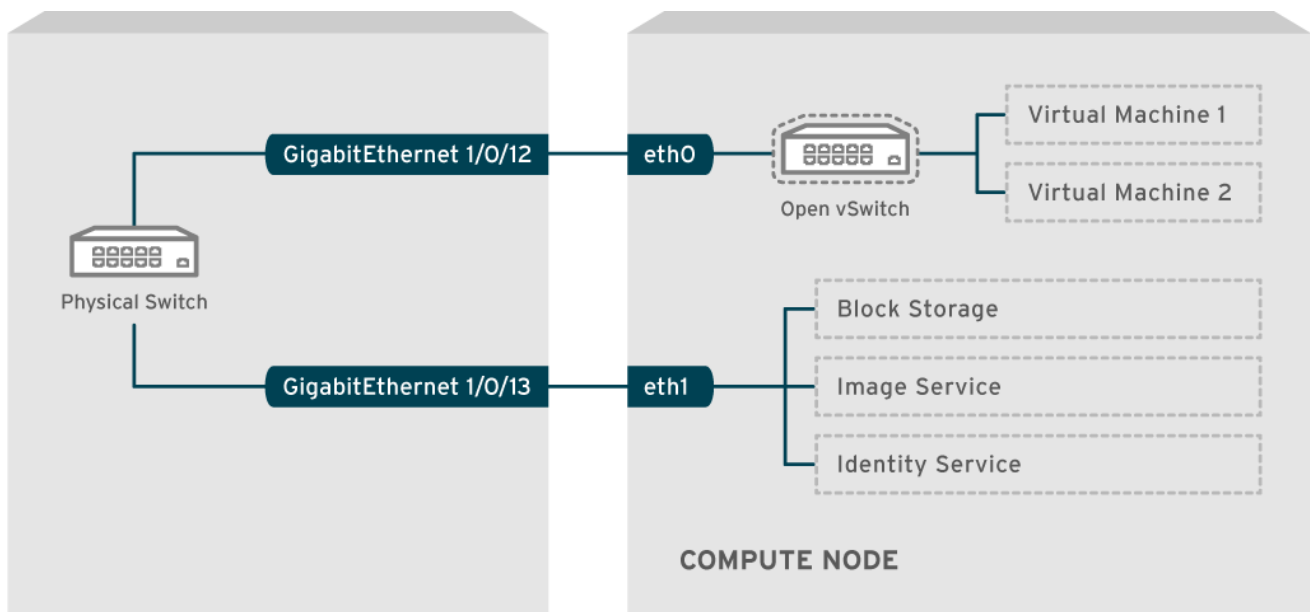 GigabitEthernet 1/0/12
eth0
Open vSwitch
Virtual Machine 1
Virtual Machine 2
Physical Switch
GigabitEthernet 1/0/13
eth1
Block Storage
Image Service
Identity Service
COMPUTE NODE